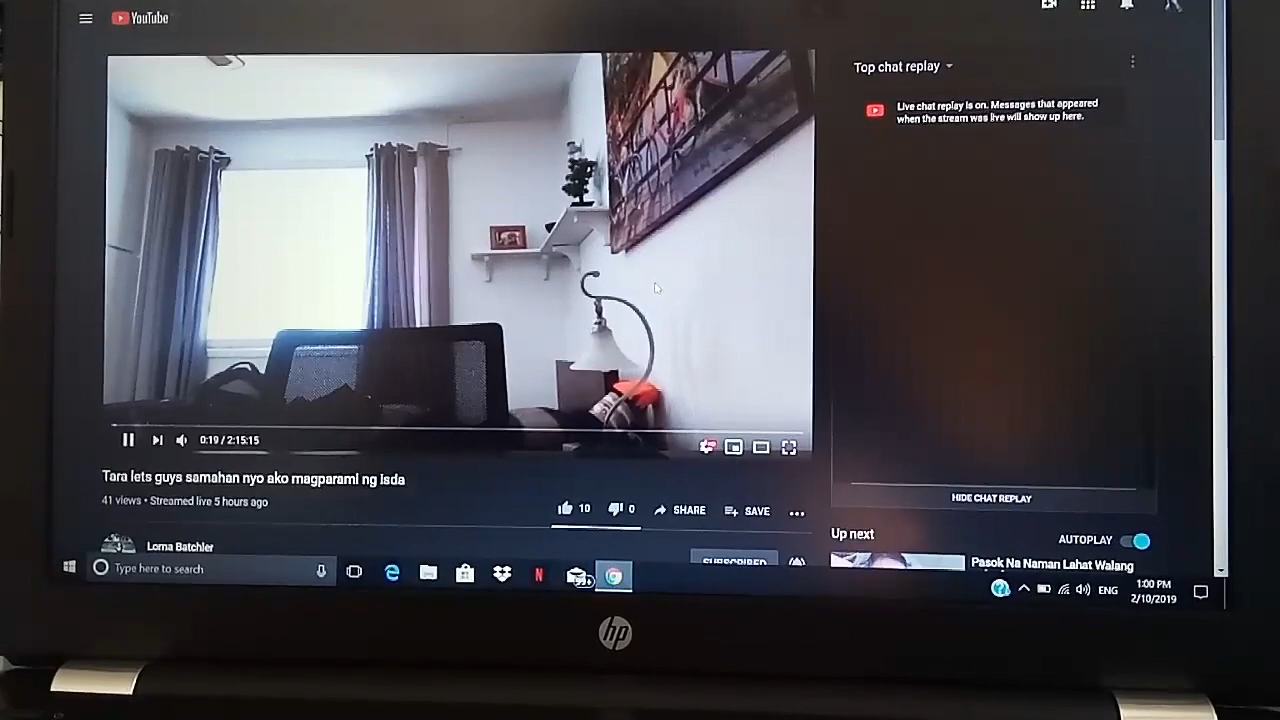 YouTube
Top chat replay
Live chat replay is on. Messages that appeared
when the stream was live will show up here.
0:19 / 2:15:15
Tara lets guys samahan nyo ako magparami ng isda
41 views • Streamed live 5 hours ago
10
0
SHARE
SAVE
HIDE CHAT REPLAY
Up next
AUTOPLAY
Lorna Batchler
SUBSCRIBED
Pasok Na Naman Lahat Walang
Type here to search
99+
ENG
1:00 PM
2/10/2019
hp